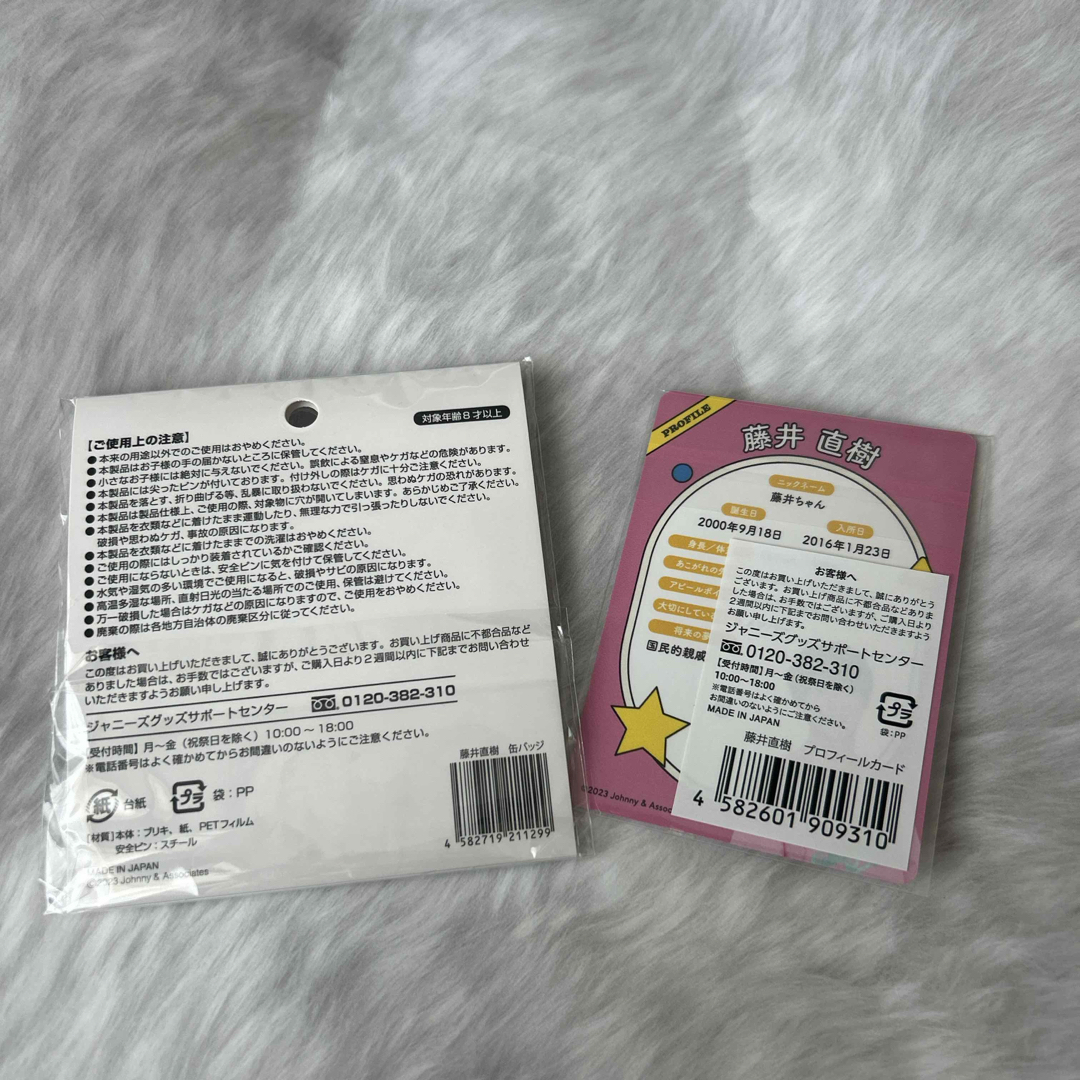 対象年齢8才以上
【ご使用上の注意】
●本来の用途以外でのご使用はおやめください。
●本製品はお子様の手の届かないところに保管してください。
●小さなお子様には絶対に与えないでください。誤飲による窒息やケガなどの危険があります。
●本製品には尖ったピンが付いております。付け外しの際はケガに十分ご注意ください。
●本製品を落とす、折り曲げる等、乱暴に取り扱わないでください。思わぬケガの恐れがあります。
●本製品は製品仕様上、ご使用の際、対象物に穴が開いてしまいます。あらかじめご了承ください。
●本製品を衣類などに着けたまま運動したり、無理な力で引っ張ったりしないでください。
破損や思わぬケガ、事故の原因になります。
●本製品を衣類などに着けたままでの洗濯はおやめください。
●ご使用の際にはしっかり装着されているかご確認ください。
●ご使用にならないときは、安全ピンに気を付けて保管してください。
●水気や湿気の多い環境でご使用になると、破損やサビの原因になります。
●高温多湿な場所、直射日光の当たる場所でのご使用、保管は避けてください。
●万一破損した場合はケガなどの原因になりますので、ご使用をおやめください。
●廃棄の際は各地方自治体の廃棄区分に従ってください。
お客様へ
この度はお買い上げいただきまして、誠にありがとうございます。お買い上げ商品に不都合品など
ありました場合は、お手数ではございますが、ご購入日より2週間以内に下記までお問い合わせ
いただきますようお願い申し上げます。
ジャニーズグッズサポートセンター 0120-382-310
【受付時間】月〜金(祝祭日を除く)10:00〜18:00
※電話番号はよく確かめてからお間違いのないようにご注意ください。
藤井直樹 缶バッジ
紙 台紙 プラ 袋:PP
【材質】本体:ブリキ、紙、PETフィルム
安全ピン:スチール
4 582719 211299
MADE IN JAPAN
©2023 Johnny & Associates
PROFILE
藤井 直樹
ニックネーム
藤井ちゃん
誕生日 入所日
2000年9月18日 2016年1月23日
身長/体
あこがれの
アピールポイ
大切にしてい
将来の
国民的親戚
©2023 Johnny & Assoc
お客様へ
この度はお買い上げいただきまして、誠にありがとう
ございます。お買い上げ商品に不都合品などありま
した場合は、お手数ではございますが、ご購入日より
2週間以内に下記までお問い合わせいただきますよう
お願い申し上げます。
ジャニーズグッズサポートセンター
0120-382-310
【受付時間】月〜金(祝祭日を除く)
10:00〜18:00
※電話番号はよく確かめてから
お間違いのないようにご注意ください。
MADE IN JAPAN
プラ
袋:PP
藤井直樹 プロフィールカード
4 582601 909310